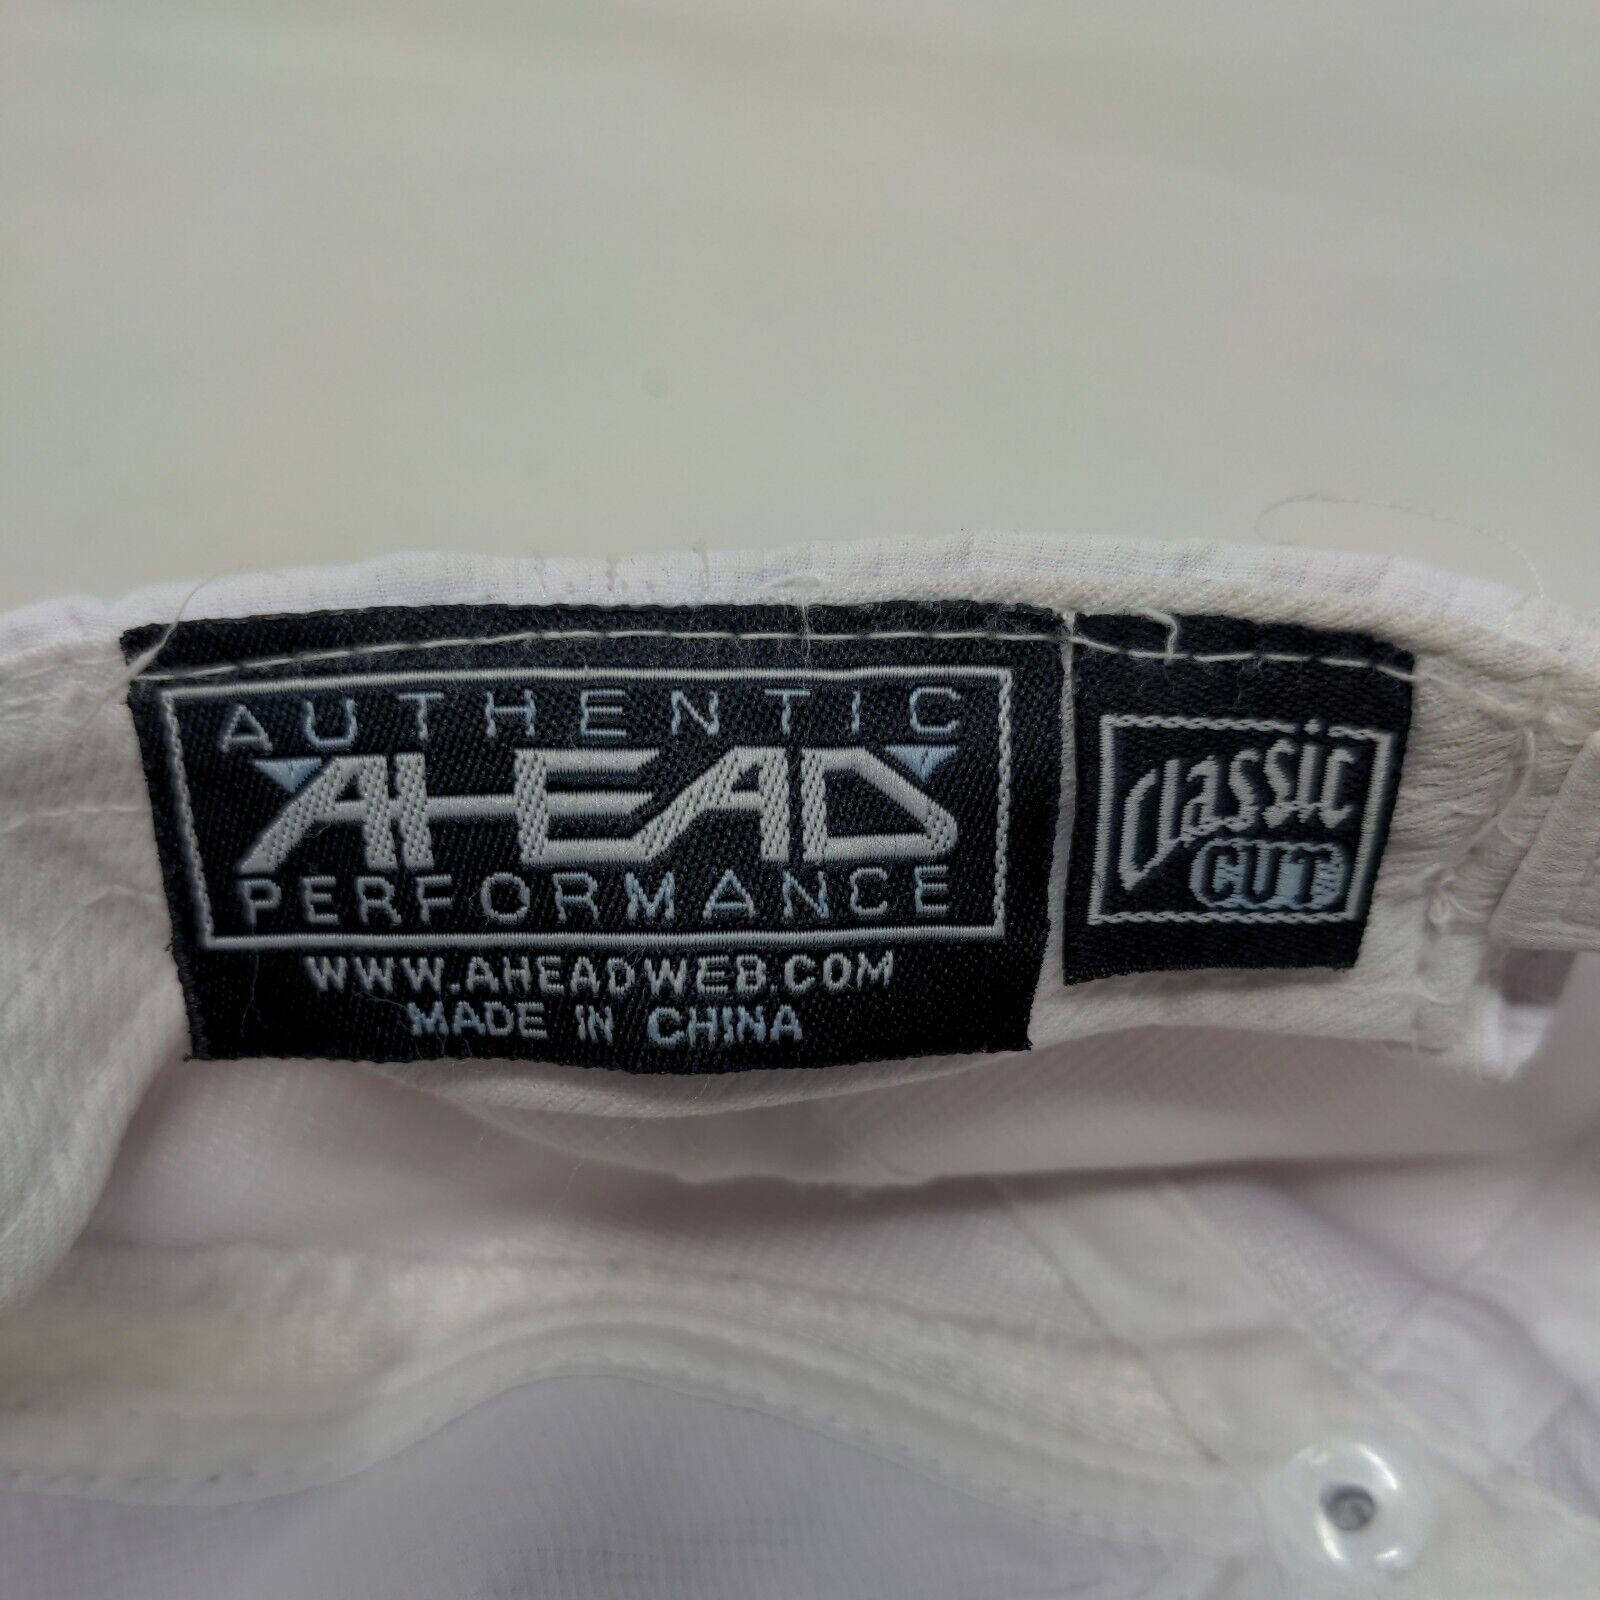 AUTHENTIC
AHEAD
PERFORMANCE
WWW.AHEADWEB.COM
MADE IN CHINA
Classic
CUT